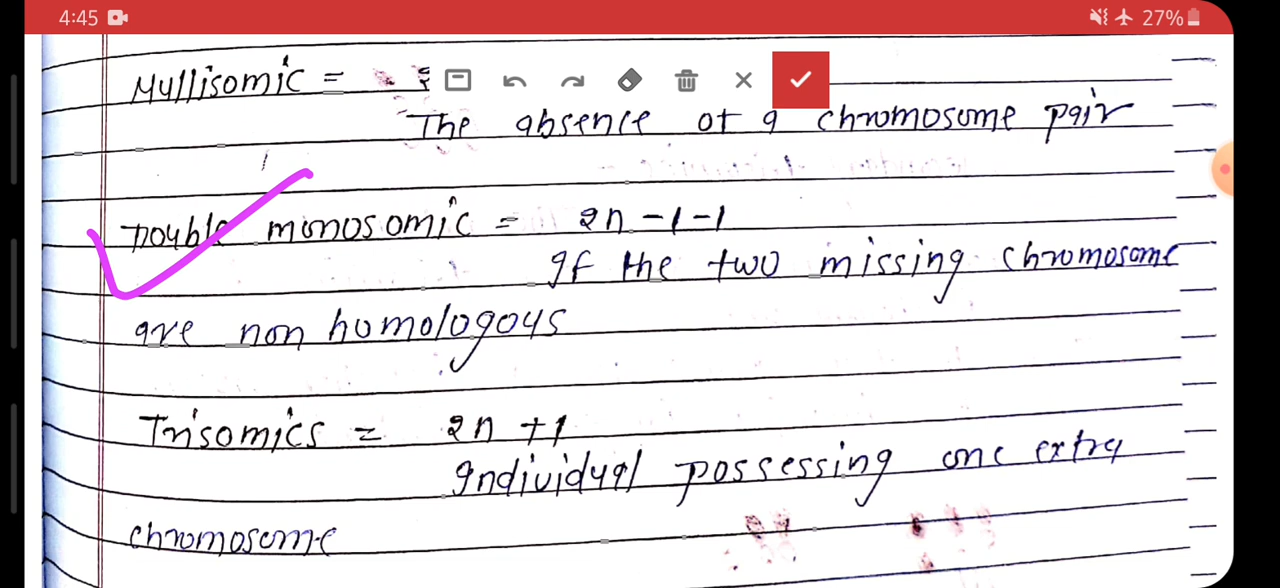 4:45 27%
Nullisomic =
The absence of a chromosome pair
Double monosomic = 2n -1-1
If the two missing chromosome
are non homologous
Trisomics = 2n +1
Individual possessing one extra
chromosome